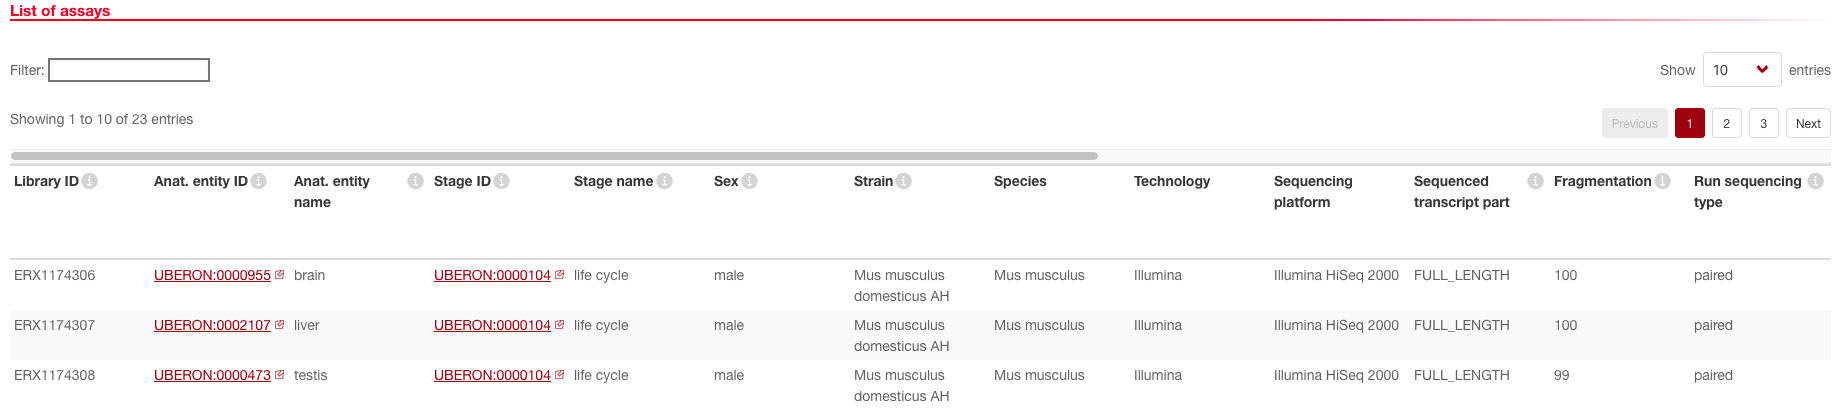 List of assays
Filter:
Show 10 entries
Showing 1 to 10 of 23 entries
Previous 1 2 3 Next
Library ID Anat. entity ID Anat. entity name Stage ID Stage name Sex Strain Species Technology Sequencing platform Sequenced transcript part Fragmentation Run sequencing type
ERX1174306 UBERON:0000955 brain UBERON:0000104 life cycle male Mus musculus domesticus AH Mus musculus Illumina Illumina HiSeq 2000 FULL_LENGTH 100 paired
ERX1174307 UBERON:0002107 liver UBERON:0000104 life cycle male Mus musculus domesticus AH Mus musculus Illumina Illumina HiSeq 2000 FULL_LENGTH 100 paired
ERX1174308 UBERON:0000473 testis UBERON:0000104 life cycle male Mus musculus domesticus AH Mus musculus Illumina Illumina HiSeq 2000 FULL_LENGTH 99 paired